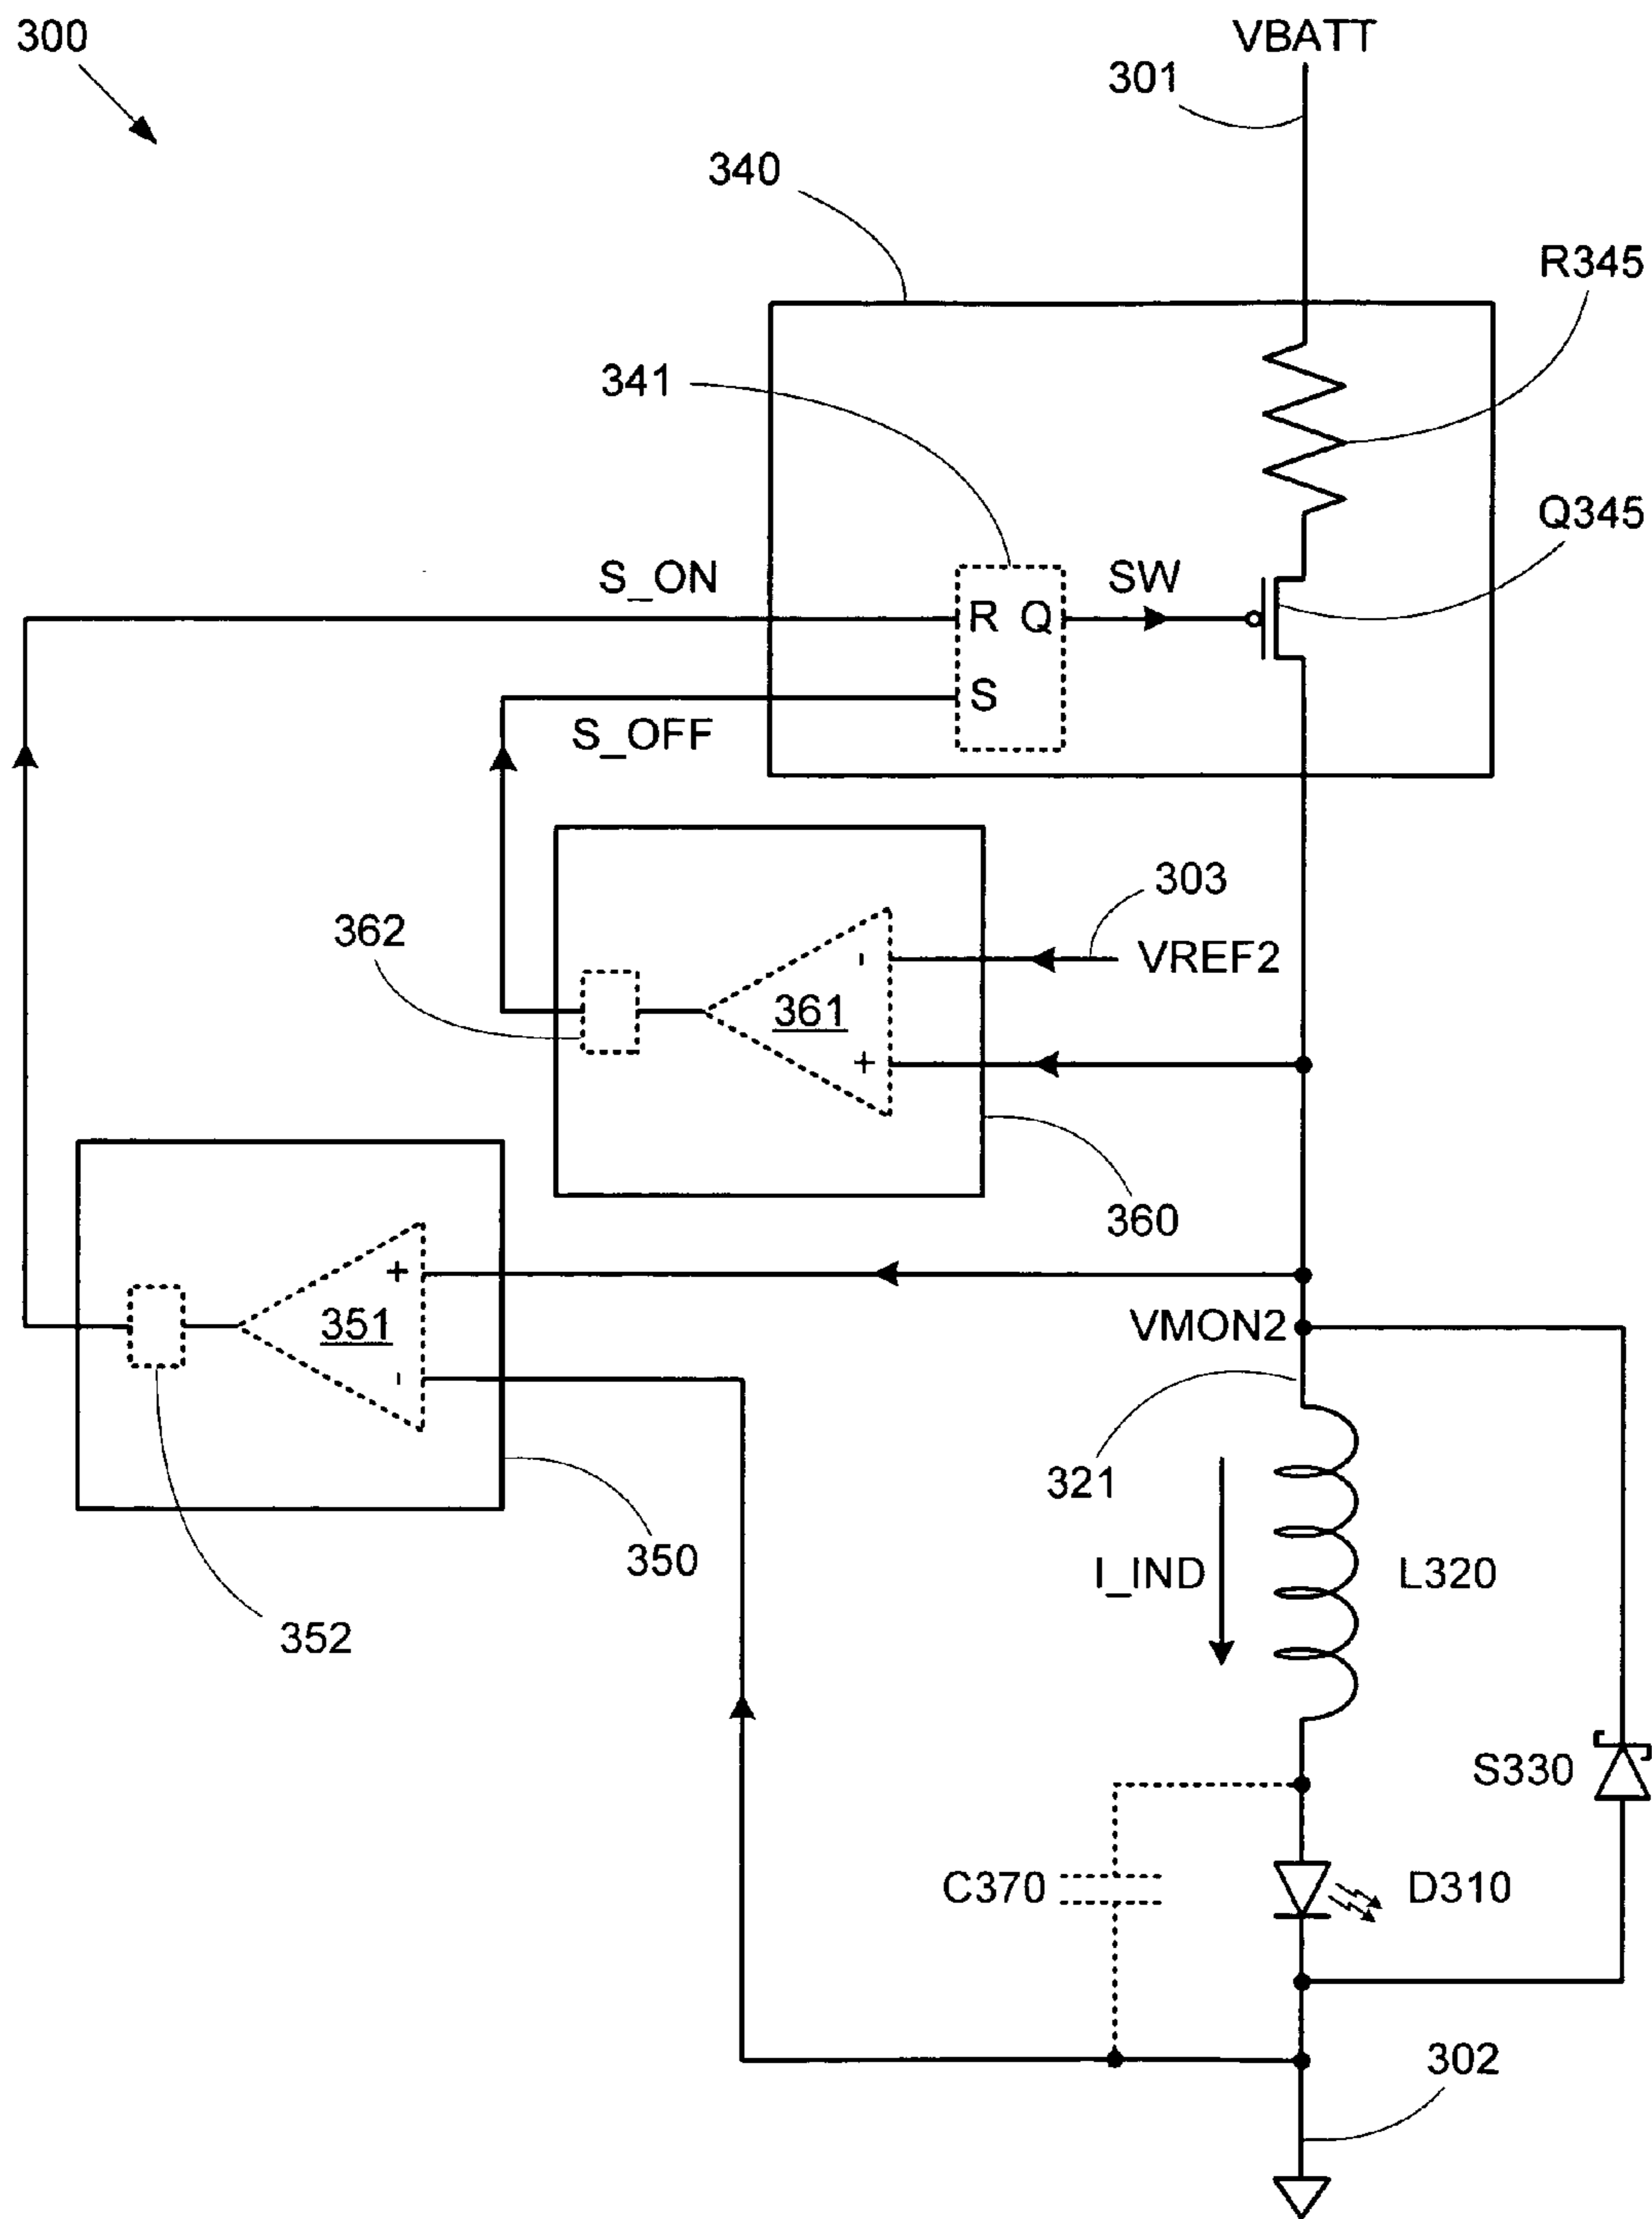 300
VBATT
301
340
R345
341
Q345
S_ON
SW
R Q
S
S_OFF
303
362
VREF2
-
361
+
360
+
351
VMON2
-
321
350
I_IND
L320
352
S330
C370
D310
302